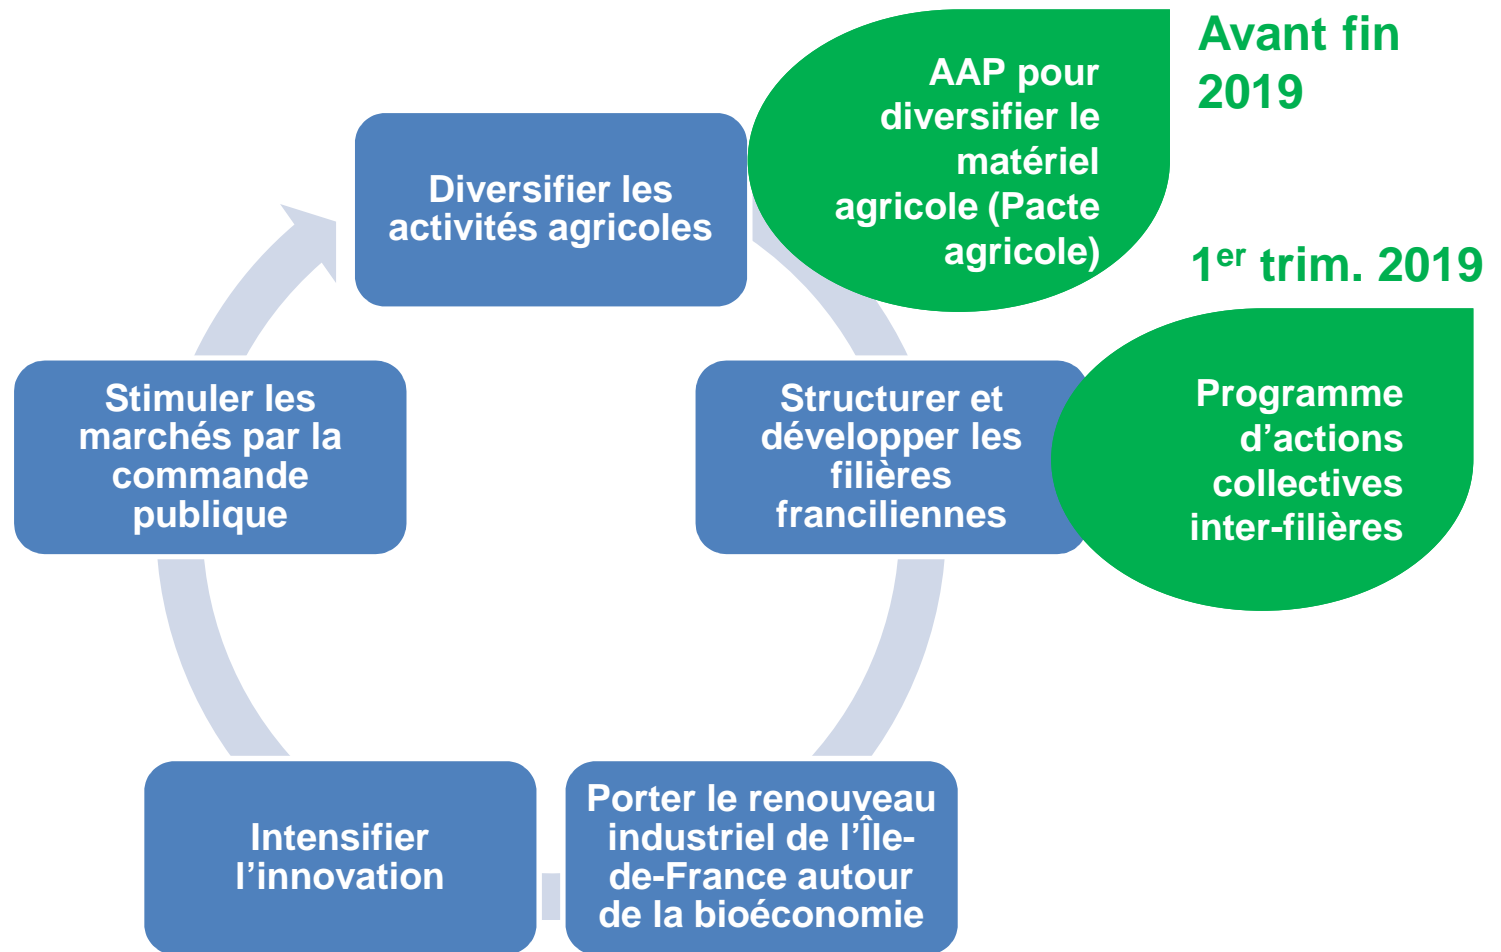 Avant fin
2019
AAP pour
diversifier le
matériel
agricole (Pacte
agricole)
Diversifier les
activités agricoles
1er trim. 2019
Programme
d’actions
collectives
inter-filières
Structurer et
développer les
filières
franciliennes
Stimuler les
marchés par la
commande
publique
Porter le renouveau
industriel de l’Île-
de-France autour
de la bioéconomie
Intensifier
l’innovation